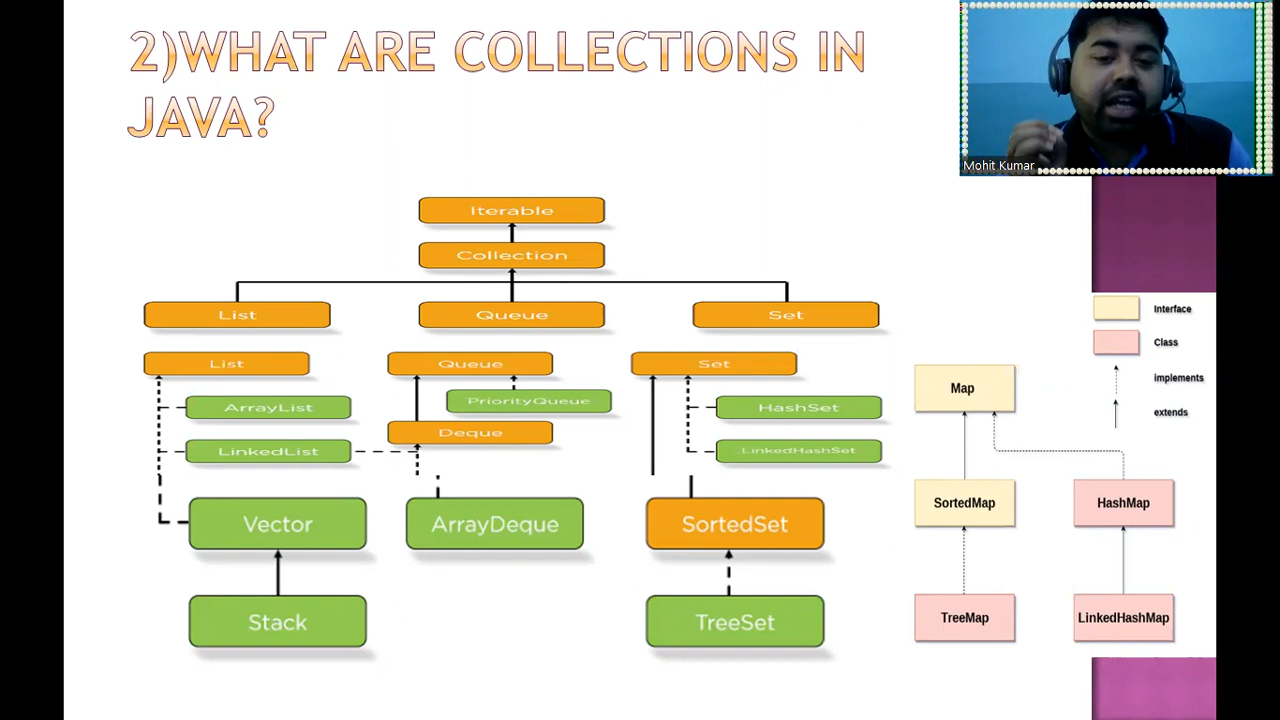 2)WHAT ARE COLLECTIONS IN
JAVA?
Mohit Kumar
Iterable
Collection
List
Queue
Set
List
Queue
Set
ArrayList
PriorityQueue
HashSet
Deque
LinkedList
LinkedHashSet
Vector
ArrayDeque
SortedSet
Stack
TreeSet
Interface
Class
implements
extends
Map
SortedMap
HashMap
TreeMap
LinkedHashMap